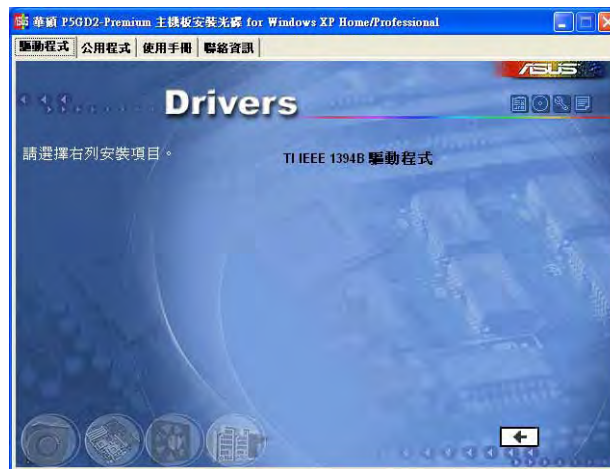 華碩 P5GD2-Premium 主機板安裝光碟 for Windows XP Home/Professional
驅動程式 公用程式 使用手冊 聯絡資訊
ASUS
Drivers
請選擇右列安裝項目。
TI IEEE 1394B 驅動程式